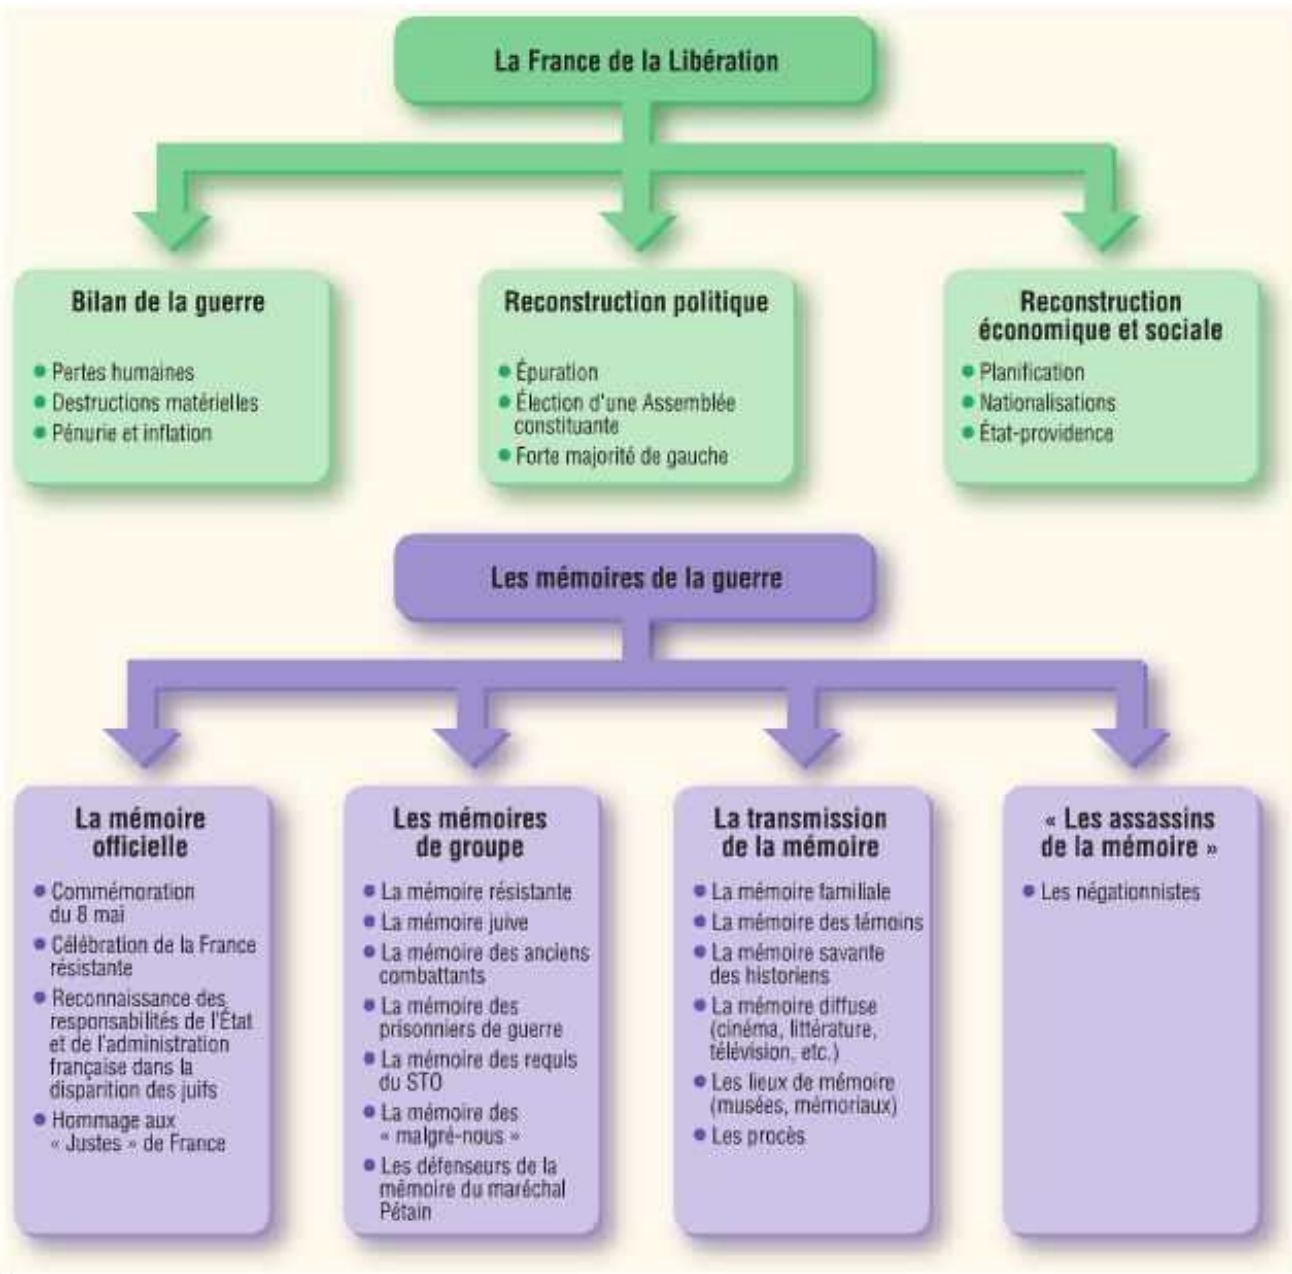 La France de la Libération
Bilan de la guerre
• Pertes humaines
• Destructions matérielles
• Pénurie et inflation
Reconstruction politique
• Épuration
• Élection d'une Assemblée
constituante
• Forte majorité de gauche
Reconstruction
économique et sociale
• Planification
• Nationalisations
• État-providence
Les mémoires de la guerre
La mémoire
officielle
• Commémoration
du 8 mai
• Célébration de la France
résistante
• Reconnaissance des
responsabilités de l'État
et de l'administration
française dans la
disparition des juifs
• Hommage aux
« Justes » de France
Les mémoires
de groupe
• La mémoire résistante
• La mémoire juive
• La mémoire des anciens
combattants
• La mémoire des
prisonniers de guerre
• La mémoire des requis
du STO
• La mémoire des
« malgré-nous »
• Les défenseurs de la
mémoire du maréchal
Pétain
La transmission
de la mémoire
• La mémoire familiale
• La mémoire des témoins
• La mémoire savante
des historiens
• La mémoire diffuse
(cinéma, littérature,
télévision, etc.)
• Les lieux de mémoire
(musées, mémoriaux)
• Les procès
« Les assassins
de la mémoire »
• Les négationnistes